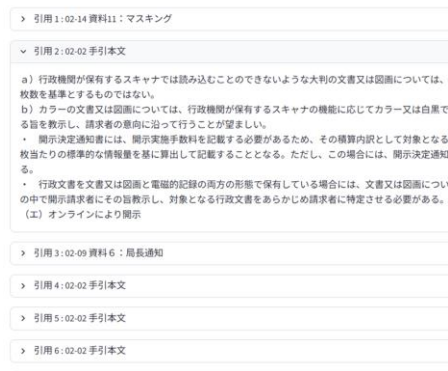 引用 1 : 02-14 資料11：マスキング
引用 2 : 02-02 手引本文
a）行政機関が保有するスキャナでは読み込むことのできないような大判の文書又は図画については、
枚数を基準とするものではない。
b）カラーの文書又は図画については、行政機関が保有するスキャナの機能に応じてカラー又は白黒で
る旨を教示し、請求者の意向に沿って行うことが望ましい。
・　開示決定通知書には、開示実施手数料を記載する必要があるため、その積算内訳として対象となる
枚当たりの標準的な情報量を基に算出して記載することとなる。ただし、この場合には、開示決定通知
る。
・　行政文書を文書又は図画と電磁的記録の両方の形態で保有している場合には、文書又は図画につい
の中で開示請求者にその旨教示し、対象となる行政文書をあらかじめ請求者に特定させる必要がある。
（エ）オンラインにより開示
引用 3 : 02-09 資料６：局長通知
引用 4 : 02-02 手引本文
引用 5 : 02-02 手引本文
引用 6 : 02-02 手引本文